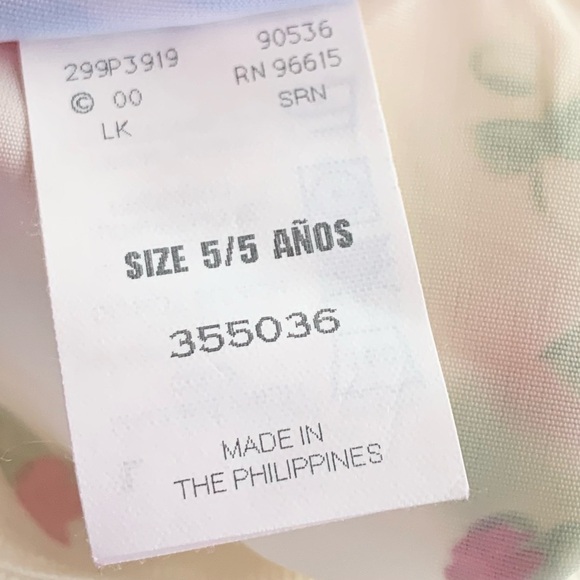 299P3919 90536
© 00 RN 96615
LK SRN
SIZE 5/5 AÑOS
355036
MADE IN
THE PHILIPPINES